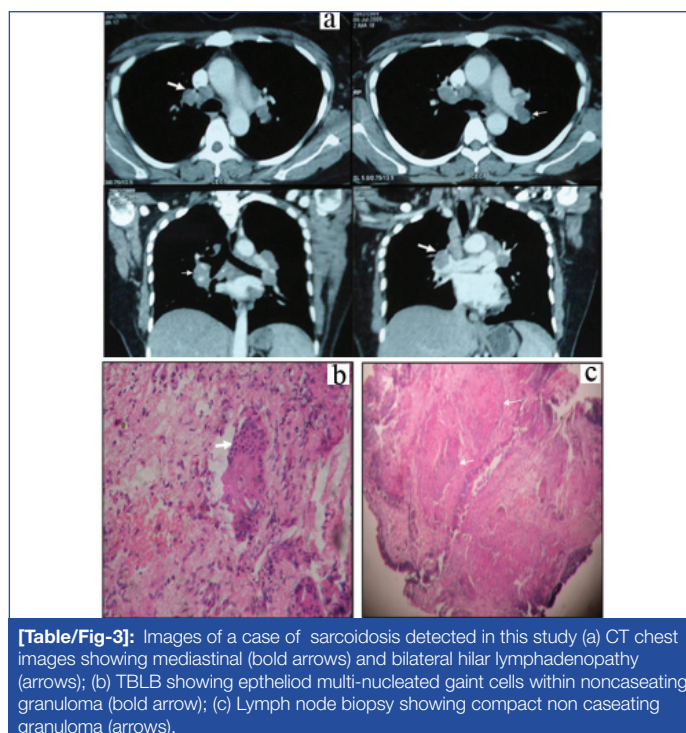 a
CECT
b
c
[Table/Fig-3]: Images of a case of sarcoidosis detected in this study (a) CT chest
images showing mediastinal (bold arrows) and bilateral hilar lymphadenopathy
(arrows); (b) TBLB showing eptheliod multi-nucleated gaint cells within noncaseating
granuloma (bold arrow); (c) Lymph node biopsy showing compact non caseating
granuloma (arrows).